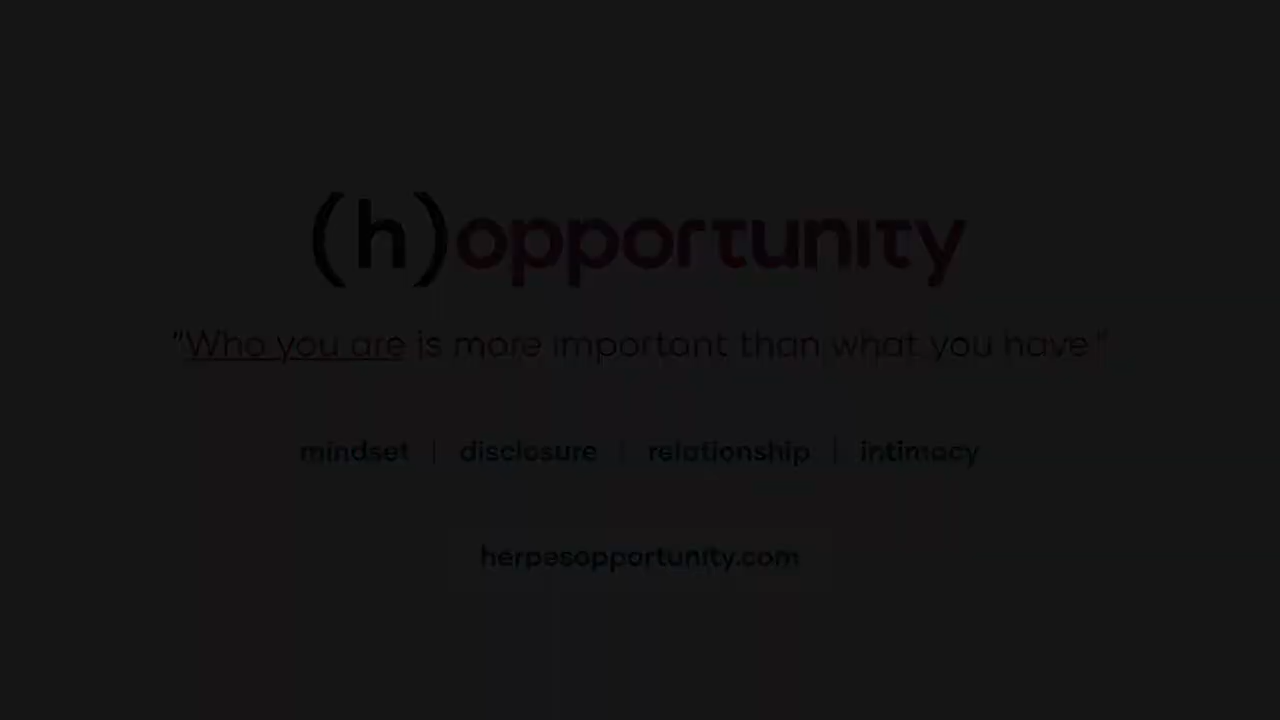 (h)opportunity
"Who you are is more important than what you have."
mindset | disclosure | relationship | intimacy
herpesopportunity.com